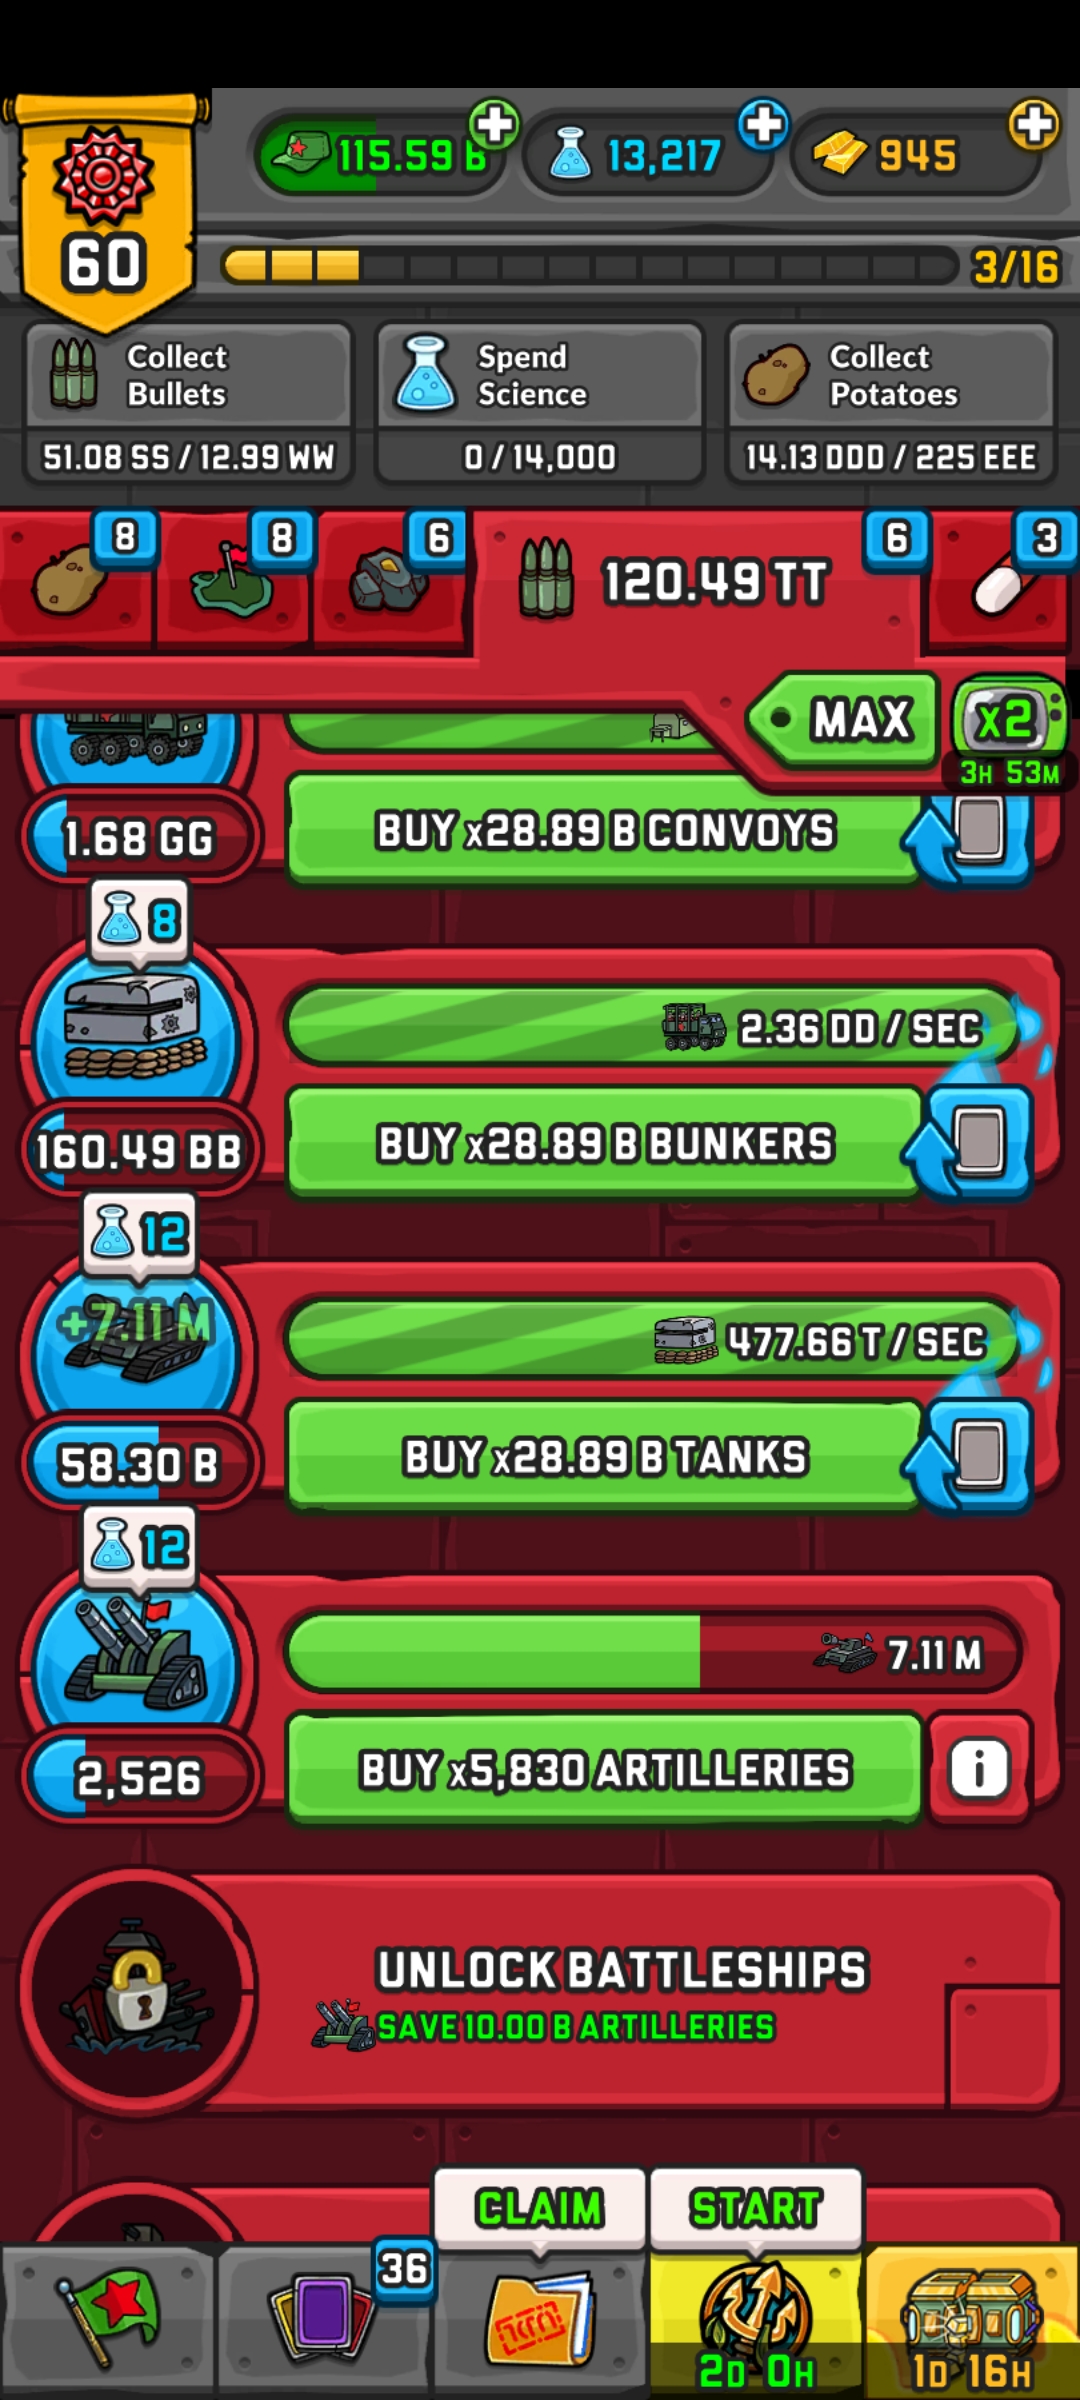 60
115.59 B
13,217
945
3/16
Collect
Bullets
51.08 SS / 12.99 WW
Spend
Science
0 / 14,000
Collect
Potatoes
14.13 DDD / 225 EEE
8
8
6
120.49 TT
6
3
MAX
x2
3H 53M
1.68 GG
BUY x28.89 B CONVOYS
8
2.36 DD / SEC
160.49 BB
BUY x28.89 B BUNKERS
12
+7.11 M
477.66 T / SEC
58.30 B
BUY x28.89 B TANKS
12
7.11 M
2,526
BUY x5,830 ARTILLERIES
i
UNLOCK BATTLESHIPS
SAVE 10.00 B ARTILLERIES
CLAIM
START
36
2D 0H
1D 16H